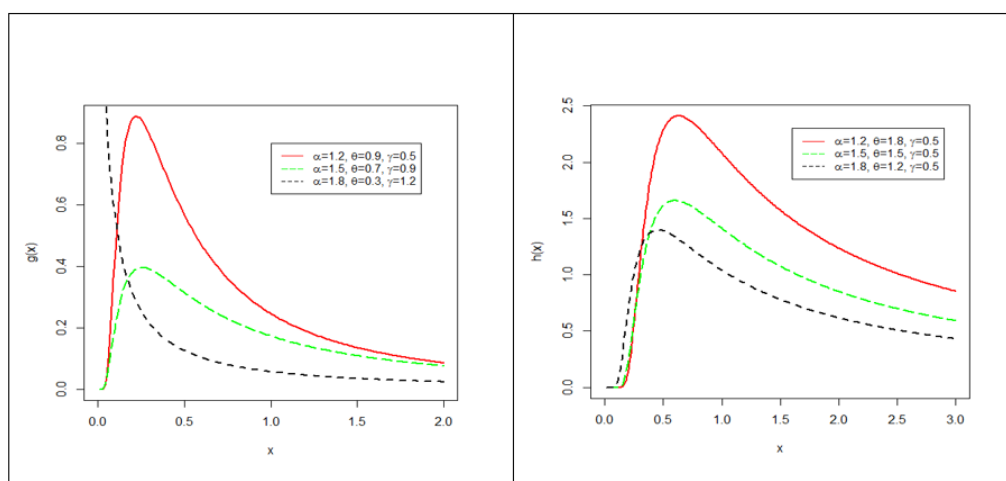 g(x)
0.0 0.2 0.4 0.6 0.8
α=1.2, θ=0.9, γ=0.5
α=1.5, θ=0.7, γ=0.9
α=1.8, θ=0.3, γ=1.2
0.0 0.5 1.0 1.5 2.0
x
h(x)
0.0 0.5 1.0 1.5 2.0 2.5
α=1.2, θ=1.8, γ=0.5
α=1.5, θ=1.5, γ=0.5
α=1.8, θ=1.2, γ=0.5
0.0 0.5 1.0 1.5 2.0 2.5 3.0
x